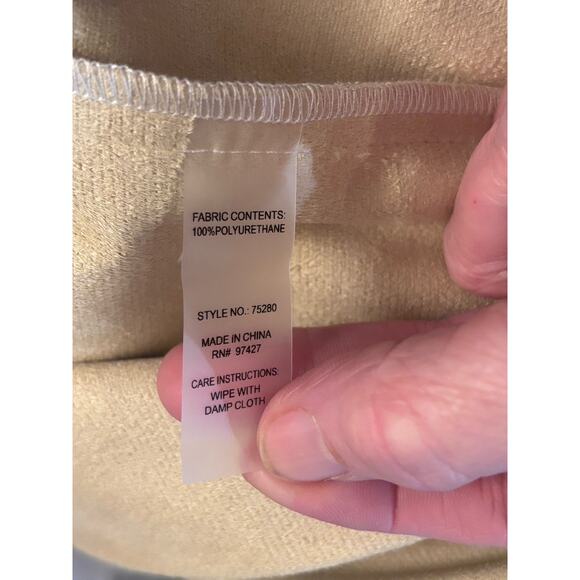 FABRIC CONTENTS:
100%POLYURETHANE
STYLE NO.: 75280
MADE IN CHINA
RN# 97427
CARE INSTRUCTIONS:
WIPE WITH
DAMP CLOTH